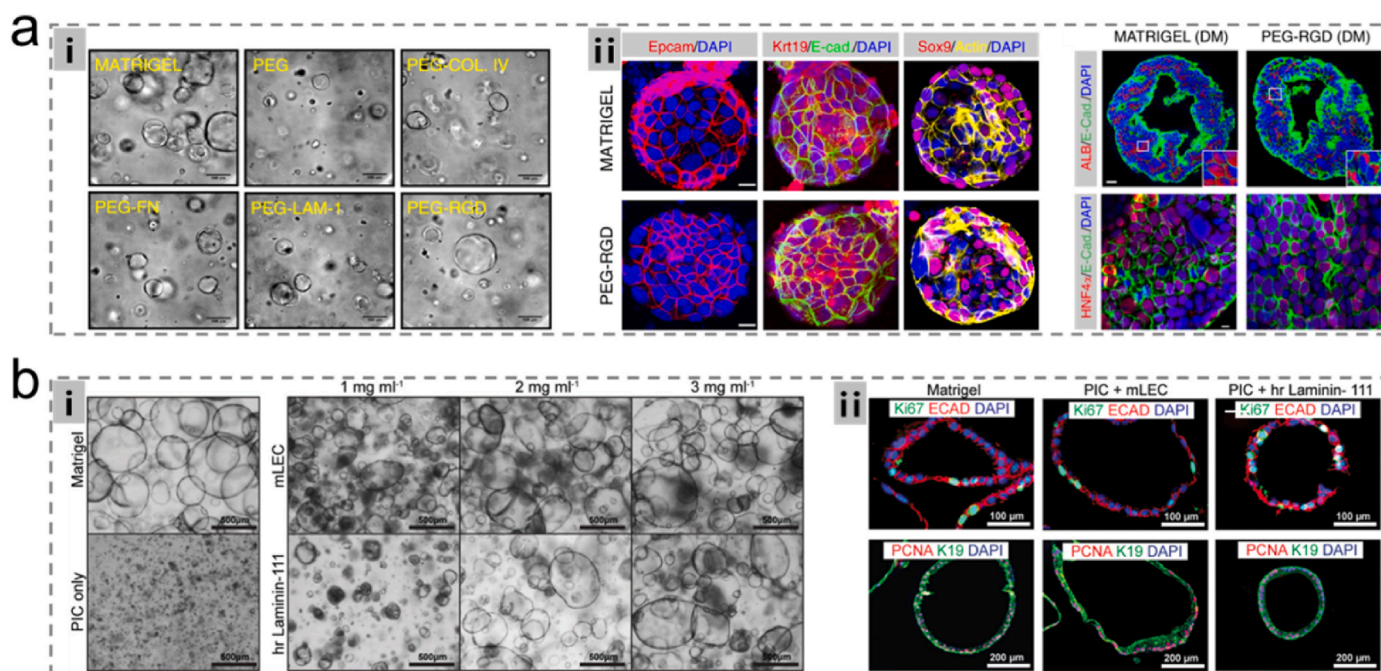 a
i
MATRIGEL
PEG
PEG-COL. IV
PEG-FN
PEG-LAM-1
PEG-RGD
ii
Epcam/DAPI
Krt19/E-cad./DAPI
Sox9/Actin/DAPI
MATRIGEL
PEG-RGD
MATRIGEL (DM)
PEG-RGD (DM)
ALB/E-Cad./DAPI
HNF4α/E-Cad./DAPI
b
i
Matrigel
500µm
PIC only
500µm
1 mg ml-1
2 mg ml-1
3 mg ml-1
mLEC
500µm
500µm
500µm
hr Laminin-111
500µm
500µm
500µm
ii
Matrigel
PIC + mLEC
PIC + hr Laminin- 111
Ki67 ECAD DAPI
Ki67 ECAD DAPI
Ki67 ECAD DAPI
100 µm
100 µm
100 µm
PCNA K19 DAPI
PCNA K19 DAPI
PCNA K19 DAPI
200 µm
200 µm
200 µm